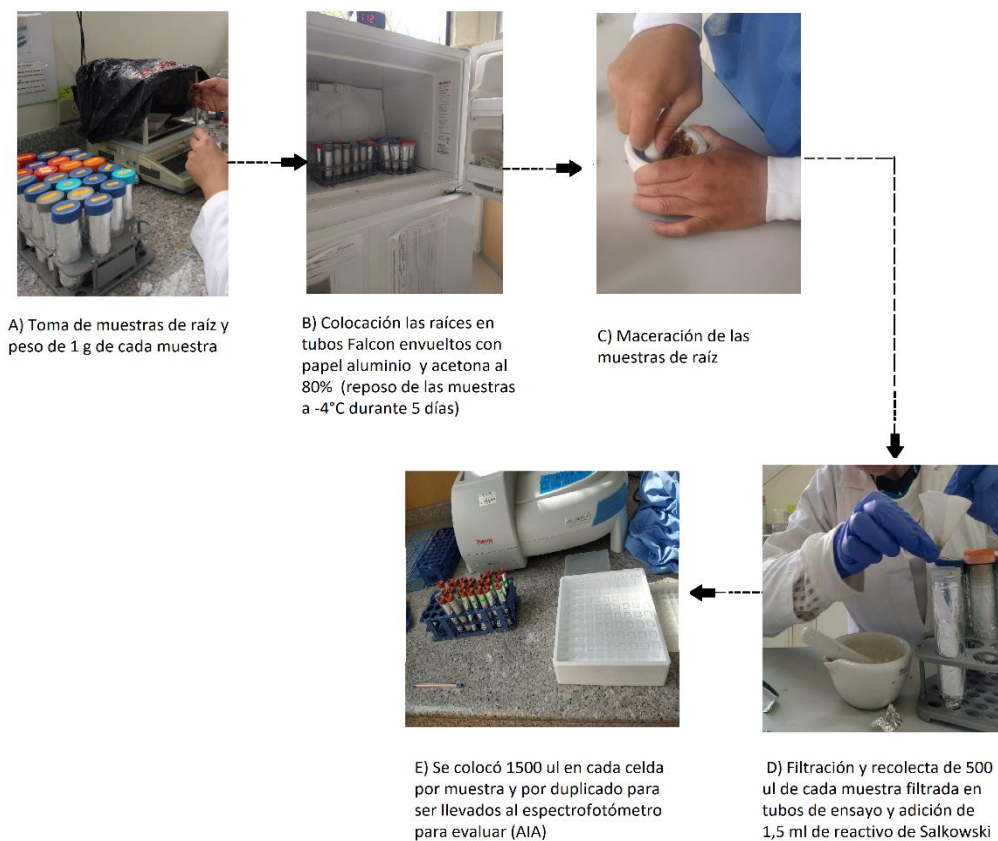 A) Toma de muestras de raíz y
peso de 1 g de cada muestra
B) Colocación las raíces en
tubos Falcon envueltos con
papel aluminio y acetona al
80% (reposo de las muestras
a -4°C durante 5 días)
C) Maceración de las
muestras de raíz
D) Filtración y recolecta de 500
ul de cada muestra filtrada en
tubos de ensayo y adición de
1,5 ml de reactivo de Salkowski
E) Se colocó 1500 ul en cada celda
por muestra y por duplicado para
ser llevados al espectrofotómetro
para evaluar (AIA)